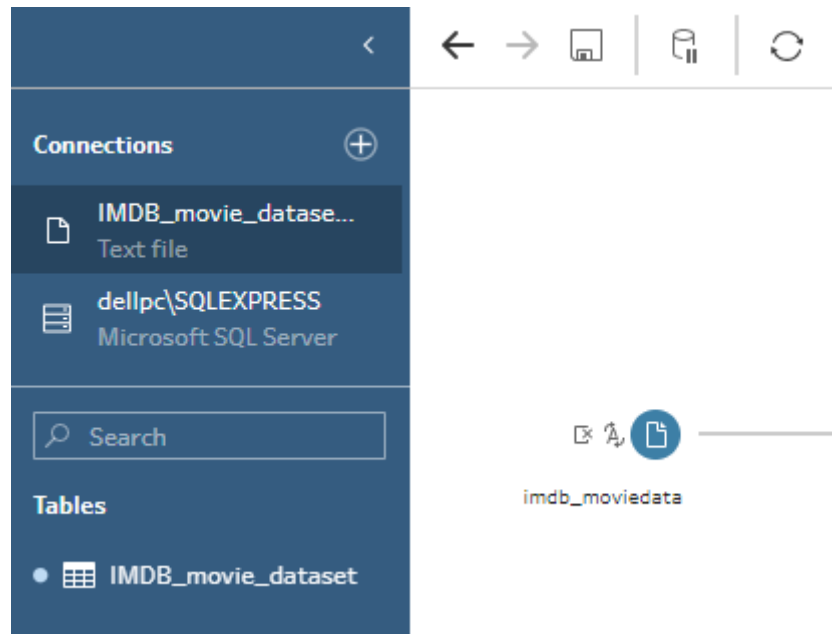 Connections
IMDB_movie_datase...
Text file
dellpc\SQLEXPRESS
Microsoft SQL Server
Search
Tables
IMDB_movie_dataset
imdb_moviedata